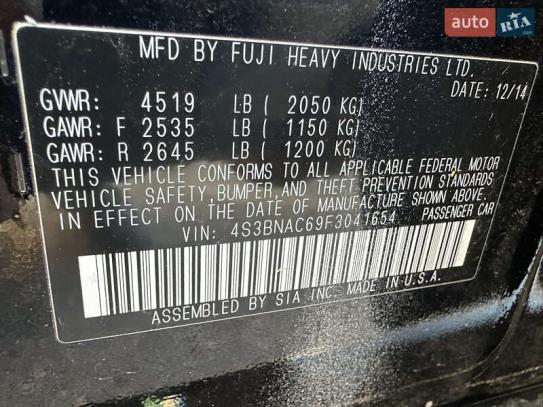 auto RIA
MFD BY FUJI HEAVY INDUSTRIES LTD.
DATE: 12/14
GVWR: 4519 LB ( 2050 KG)
GAWR: F 2535 LB ( 1150 KG)
GAWR: R 2645 LB ( 1200 KG)
THIS VEHICLE CONFORMS TO ALL APPLICABLE FEDERAL MOTOR
VEHICLE SAFETY, BUMPER, AND THEFT PREVENTION STANDARDS
IN EFFECT ON THE DATE OF MANUFACTURE SHOWN ABOVE.
VIN: 4S3BNAC69F3041654 PASSENGER CAR
ASSEMBLED BY SIA INC. MADE IN U.S.A.